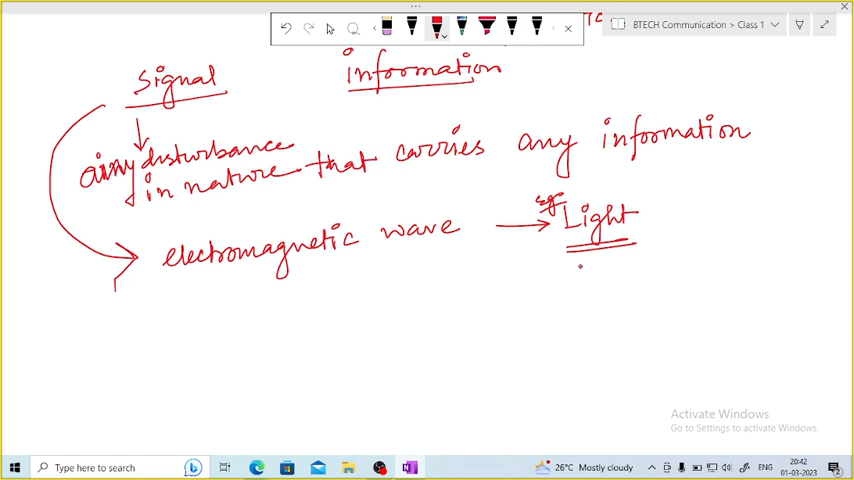 BTECH Communication > Class 1
Signal
information
any disturbance
in nature that carries any information
electromagnetic wave → eg. Light
Activate Windows
Go to Settings to activate Windows.
Type here to search
26°C Mostly cloudy
ENG
20:42
01-03-2023
2